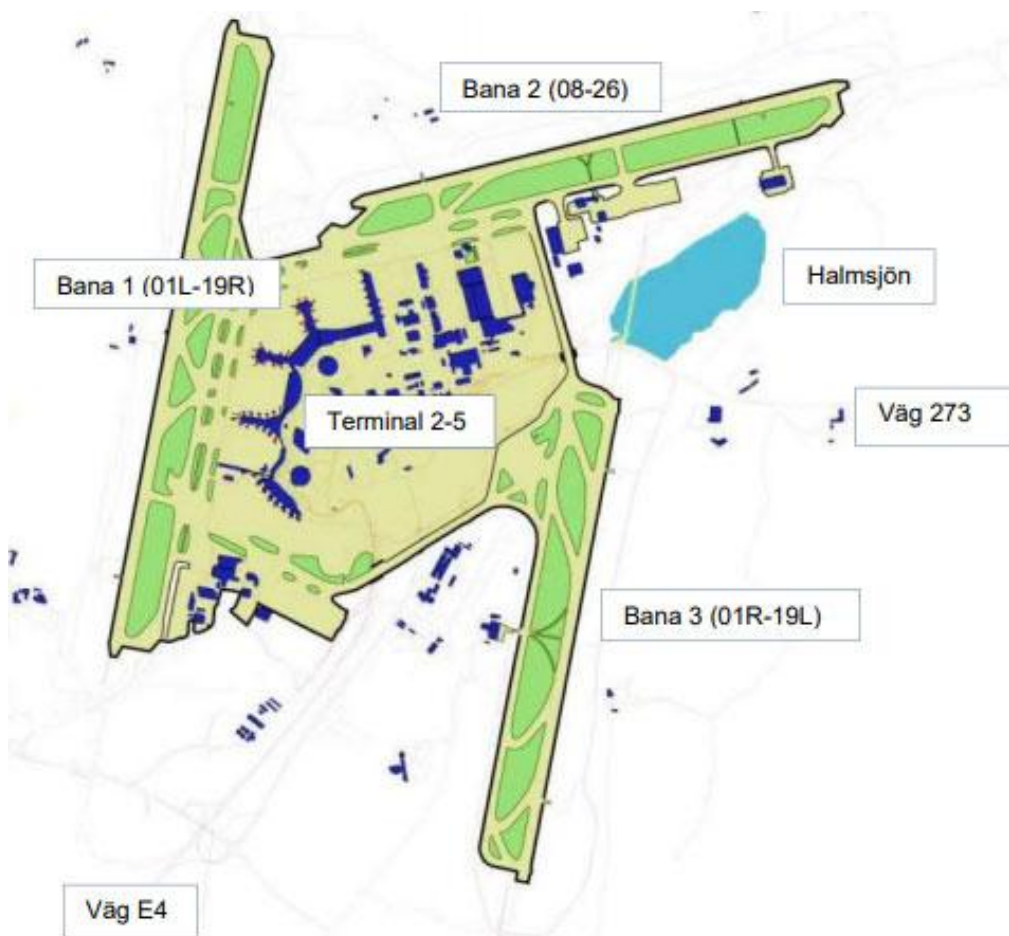 Bana 2 (08-26)
Halmsjön
Bana 1 (01L-19R)
Väg 273
Terminal 2-5
Bana 3 (01R-19L)
Väg E4